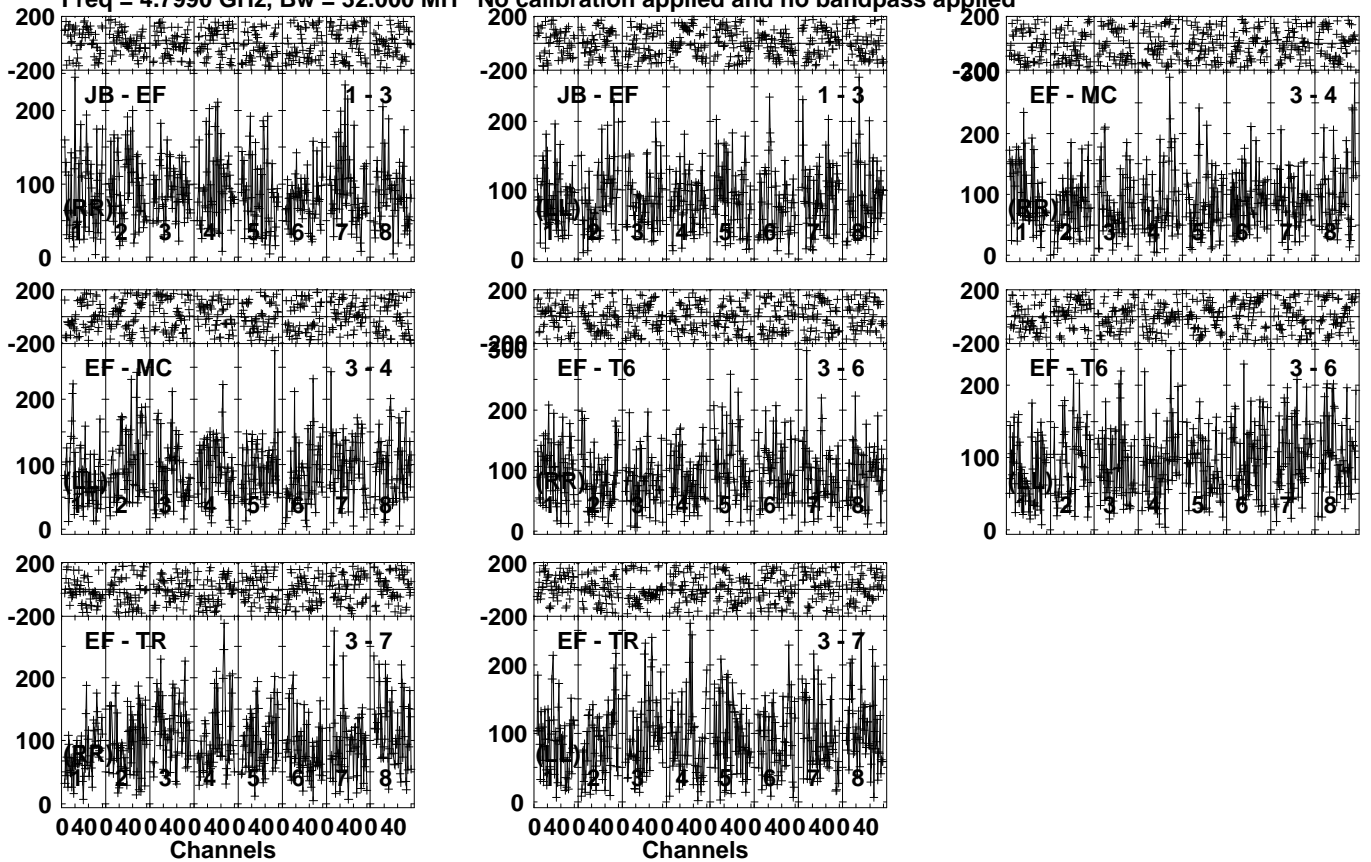 Freq = 4.7990 GHz, Bw = 32.000 MH No calibration applied and no bandpass applied
200 200 200
-200 -200 -200
300
JB - EF 1 - 3 JB - EF 1 - 3 EF - MC 3 - 4
200 200 200
100 100 100
(RR) (LL) (RR)
1 2 3 4 5 6 7 8 1 2 3 4 5 6 7 8 1 2 3 4 5 6 7 8
0 0 0
200 200 200
-200 -200 -200
300
EF - MC 3 - 4 EF - T6 3 - 6 EF - T6 3 - 6
200 200 200
100 100 100
(LL) (RR) (LL)
1 2 3 4 5 6 7 8 1 2 3 4 5 6 7 8 1 2 3 4 5 6 7 8
0 0 0
200 200
-200 -200
EF - TR 3 - 7 EF - TR 3 - 7
200 200
100 100
(RR) (LL)
1 2 3 4 5 6 7 8 1 2 3 4 5 6 7 8
0 0
0 40 0 40 0 40 0 40 0 40 0 40 0 40 0 40 0 40 0 40 0 40 0 40 0 40 0 40 0 40 0 40
Channels Channels